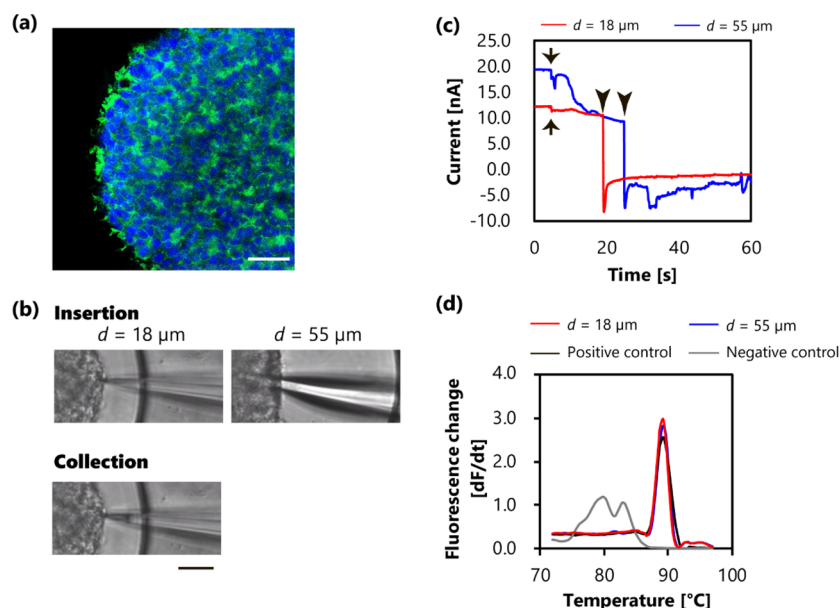 (a)
(b) Insertion
d = 18 μm d = 55 μm
Collection
(c)
d = 18 μm d = 55 μm
25.0
20.0
15.0
10.0
5.0
0.0
-5.0
-10.0
Current [nA]
0 20 40 60
Time [s]
(d)
d = 18 μm d = 55 μm
Positive control Negative control
4.0
3.0
2.0
1.0
0.0
Fluorescence change
[dF/dt]
70 80 90 100
Temperature [°C]